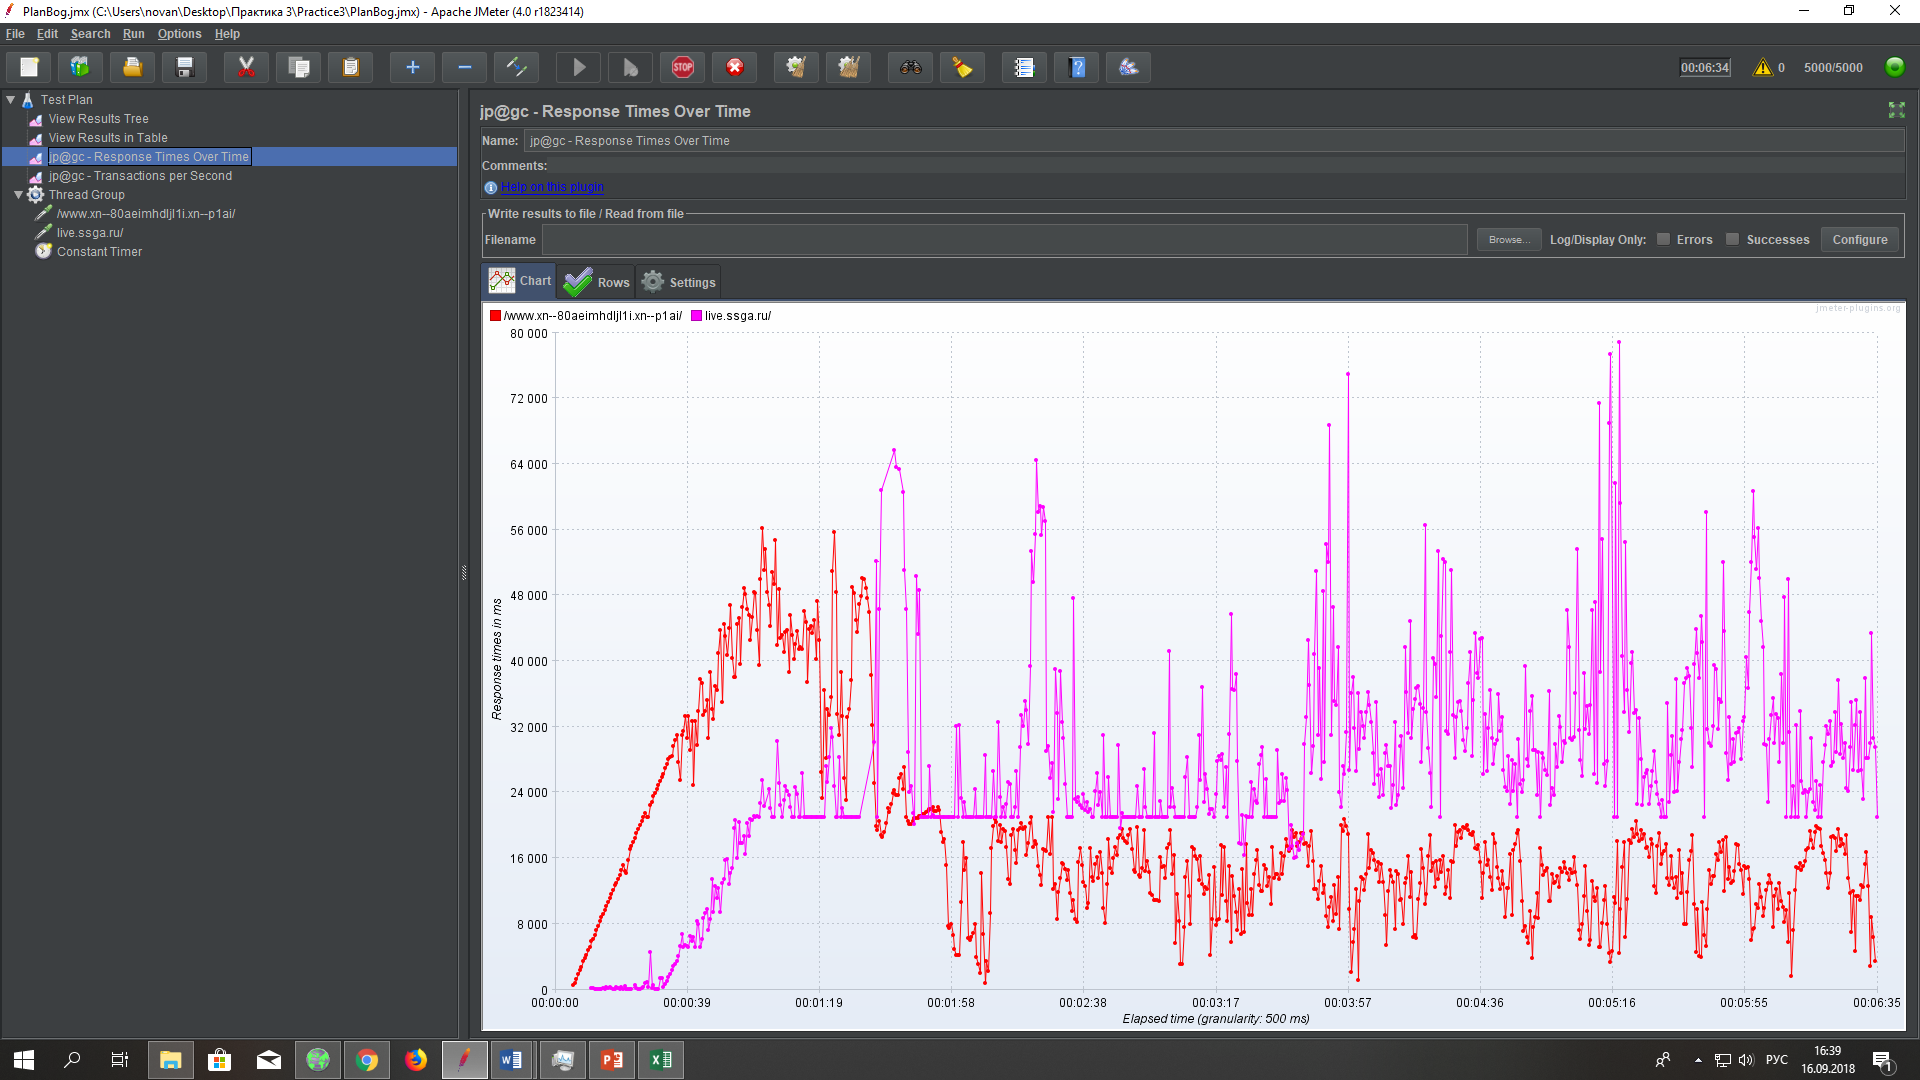 PlanBog.jmx (C:\Users\novan\Desktop\Практика 3\Practice3\PlanBog.jmx) - Apache JMeter (4.0 r1823414)
File Edit Search Run Options Help
STOP
00:06:34 0 5000/5000
Test Plan
View Results Tree
View Results in Table
jp@gc - Response Times Over Time
jp@gc - Transactions per Second
Thread Group
/www.xn--80aeimhdljl1i.xn--p1ai/
live.ssga.ru/
Constant Timer
jp@gc - Response Times Over Time
Name: jp@gc - Response Times Over Time
Comments:
Help on this plugin
Write results to file / Read from file
Filename Browse... Log/Display Only: Errors Successes Configure
Chart Rows Settings
jmeter-plugins.org
/www.xn--80aeimhdljl1i.xn--p1ai/ live.ssga.ru/
80 000
72 000
64 000
56 000
48 000
40 000
32 000
24 000
16 000
8 000
0
Response times in ms
00:00:00 00:00:39 00:01:19 00:01:58 00:02:38 00:03:17 00:03:57 00:04:36 00:05:16 00:05:55 00:06:35
Elapsed time (granularity: 500 ms)
РУС
16:39
16.09.2018
1